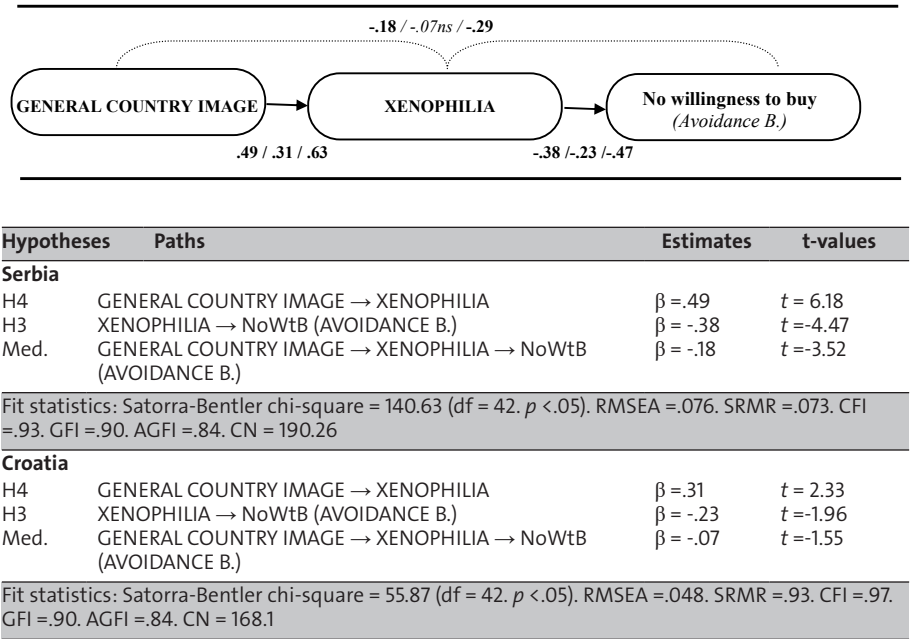 -.18 / -.07ns / -.29
GENERAL COUNTRY IMAGE
XENOPHILIA
No willingness to buy
(Avoidance B.)
.49 / .31 / .63
-.38 /-.23 /-.47
Hypotheses Paths Estimates t-values
Serbia
H4 GENERAL COUNTRY IMAGE → XENOPHILIA β =.49 t = 6.18
H3 XENOPHILIA → NoWtB (AVOIDANCE B.) β = -.38 t =-4.47
Med. GENERAL COUNTRY IMAGE → XENOPHILIA → NoWtB β = -.18 t =-3.52
(AVOIDANCE B.)
Fit statistics: Satorra-Bentler chi-square = 140.63 (df = 42. p <.05). RMSEA =.076. SRMR =.073. CFI
=.93. GFI =.90. AGFI =.84. CN = 190.26
Croatia
H4 GENERAL COUNTRY IMAGE → XENOPHILIA β =.31 t = 2.33
H3 XENOPHILIA → NoWtB (AVOIDANCE B.) β = -.23 t =-1.96
Med. GENERAL COUNTRY IMAGE → XENOPHILIA → NoWtB β = -.07 t =-1.55
(AVOIDANCE B.)
Fit statistics: Satorra-Bentler chi-square = 55.87 (df = 42. p <.05). RMSEA =.048. SRMR =.93. CFI =.97.
GFI =.90. AGFI =.84. CN = 168.1